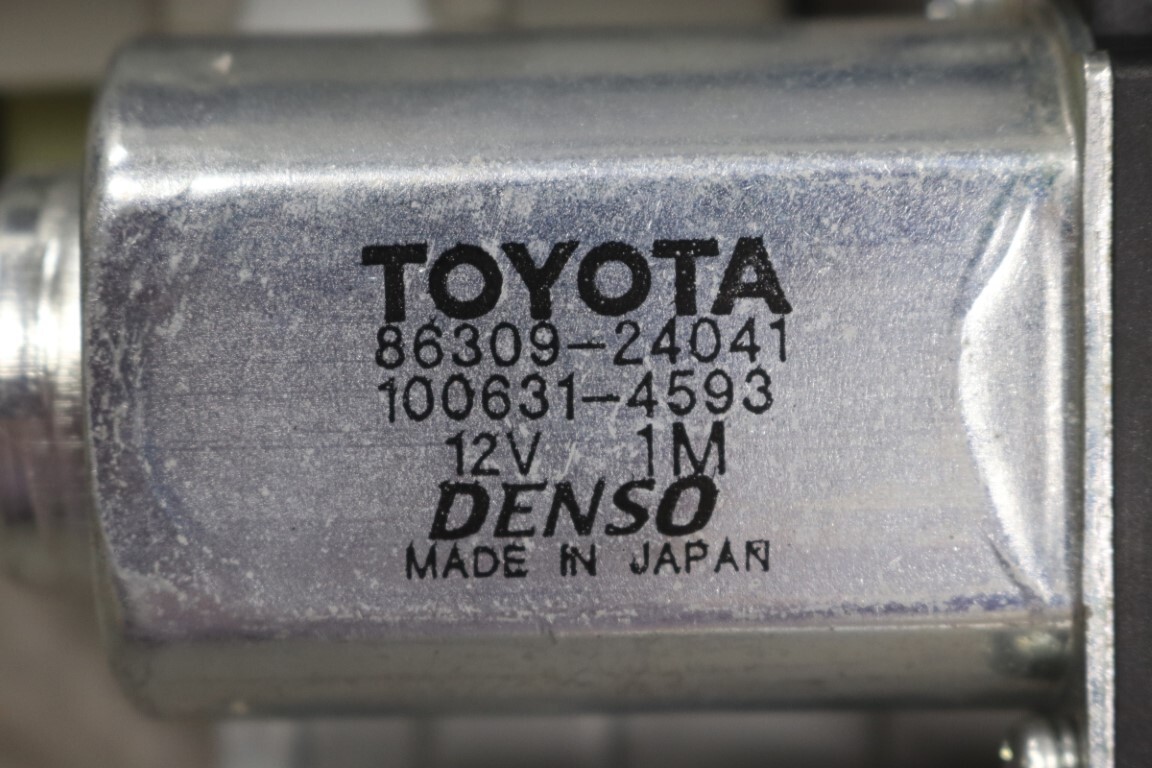 TOYOTA
86309-24041
100631-4593
12V 1M
DENSO
MADE IN JAPAN